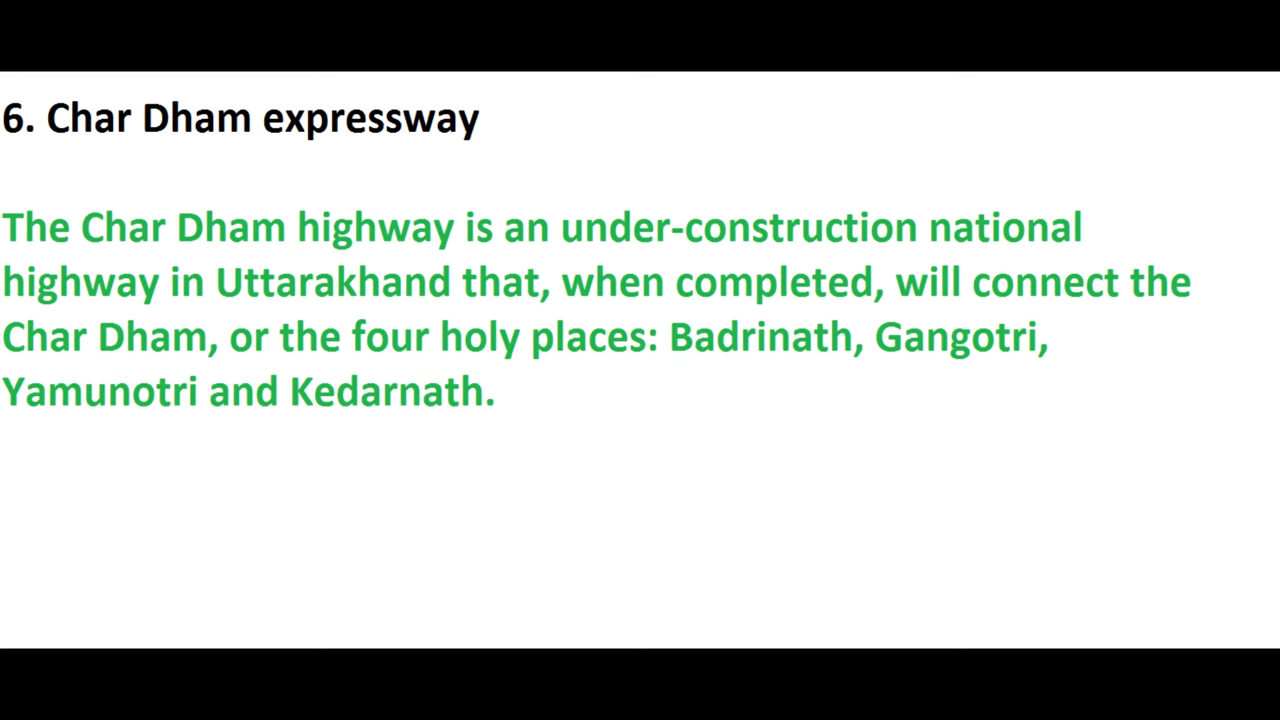 6. Char Dham expressway
The Char Dham highway is an under-construction national
highway in Uttarakhand that, when completed, will connect the
Char Dham, or the four holy places: Badrinath, Gangotri,
Yamunotri and Kedarnath.